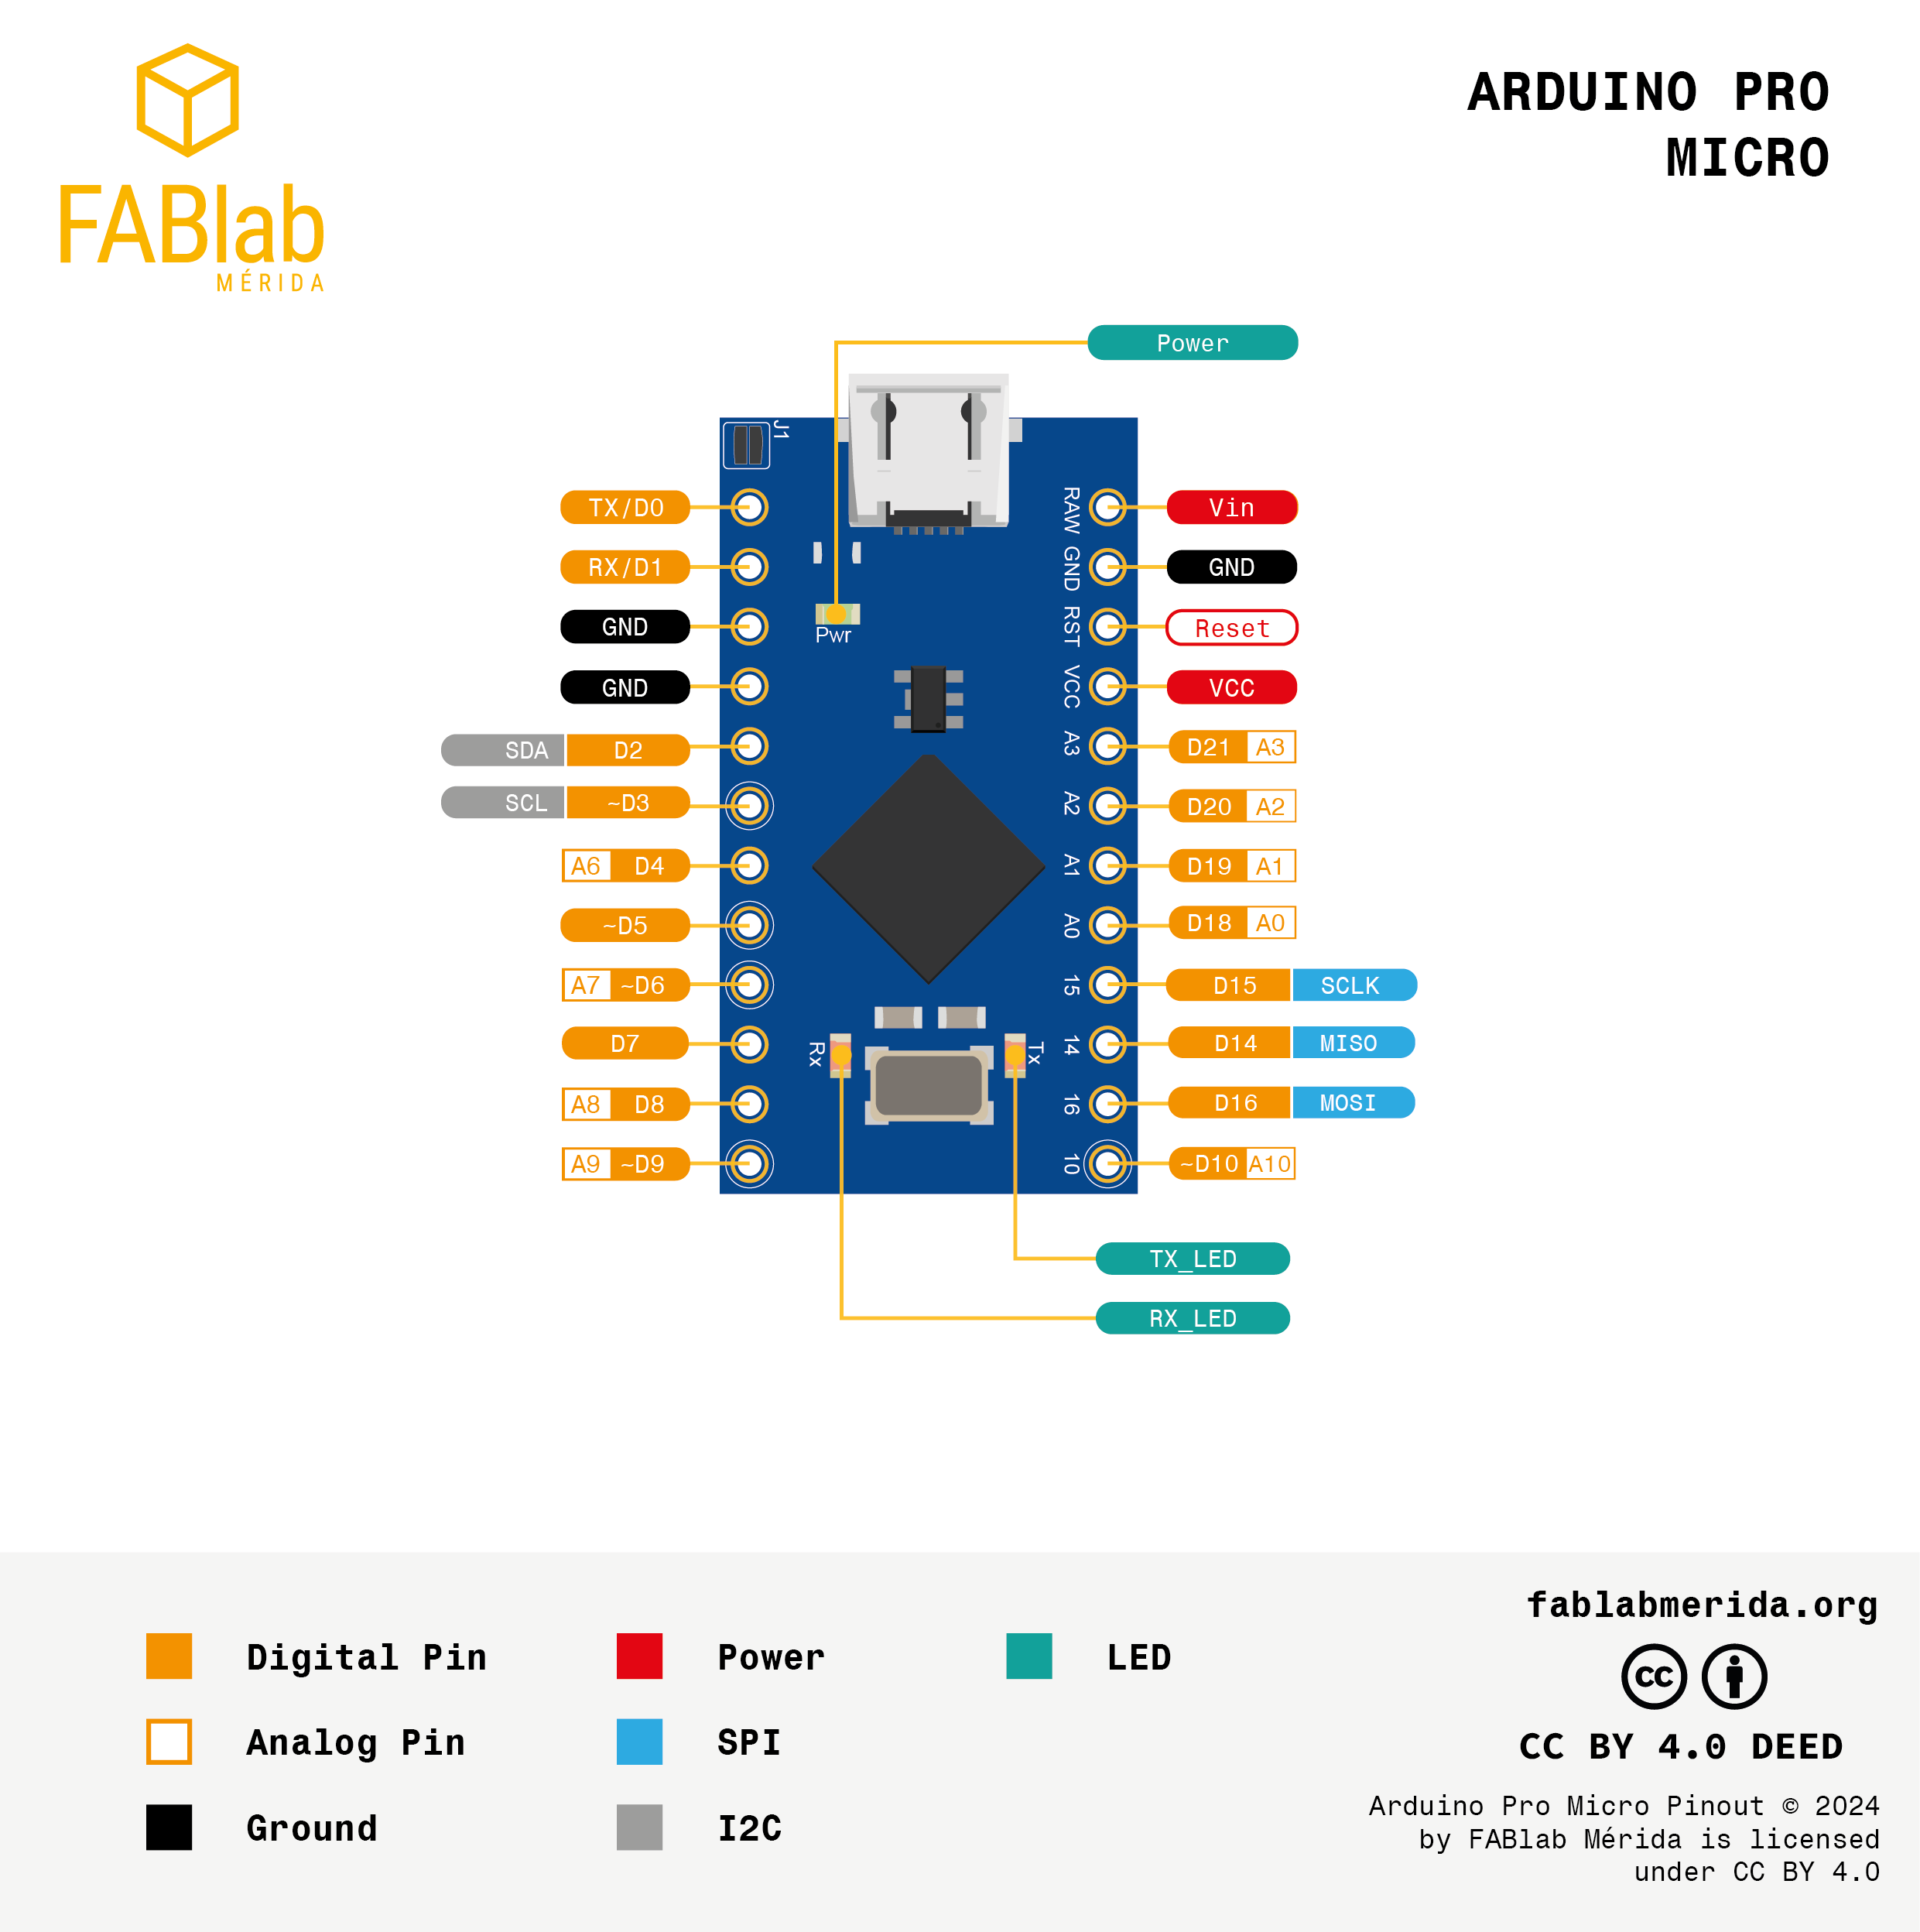 FABlab
MÉRIDA
ARDUINO PRO
MICRO
Power
J1
TX/D0
RAW
Vin
RX/D1
GND
GND
Pwr
GND
RST
Reset
GND
VCC
VCC
SDA D2
A3
D21 A3
SCL ~D3
A2
D20 A2
A6 D4
A1
D19 A1
~D5
A0
D18 A0
A7 ~D6
15
D15 SCLK
D7
Rx
Tx
14
D14 MISO
A8 D8
16
D16 MOSI
A9 ~D9
10
~D10 A10
TX_LED
RX_LED
Digital Pin
Analog Pin
Ground
Power
SPI
I2C
LED
fablabmerida.org
cc
CC BY 4.0 DEED
Arduino Pro Micro Pinout © 2024
by FABlab Mérida is licensed
under CC BY 4.0